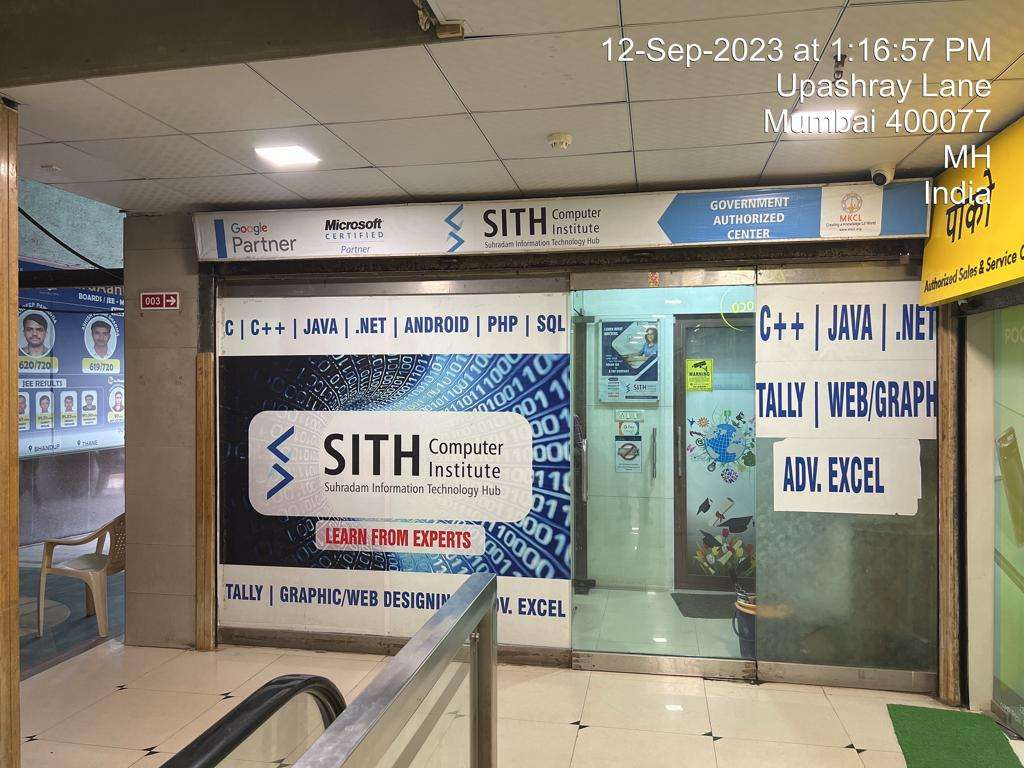 12-Sep-2023 at 1:16:57 PM
Upashray Lane
Mumbai 400077
MH
India
Google
Partner
Microsoft
CERTIFIED
Partner
SITH Computer
Institute
Suhradam Information Technology Hub
GOVERNMENT
AUTHORIZED
CENTER
MKCL
Authorized Sales & Service
003
C | C++ | JAVA | .NET | ANDROID | PHP | SQL
C++ | JAVA | .NET
TALLY | WEB/GRAPH
ADV. EXCEL
SITH Computer
Institute
Suhradam Information Technology Hub
LEARN FROM EXPERTS
TALLY | GRAPHIC/WEB DESIGNIN
DV. EXCEL
WARNING
SITH
BOARDS
620/720
619/720
JEE RESULTS
BHANDUP
THANE